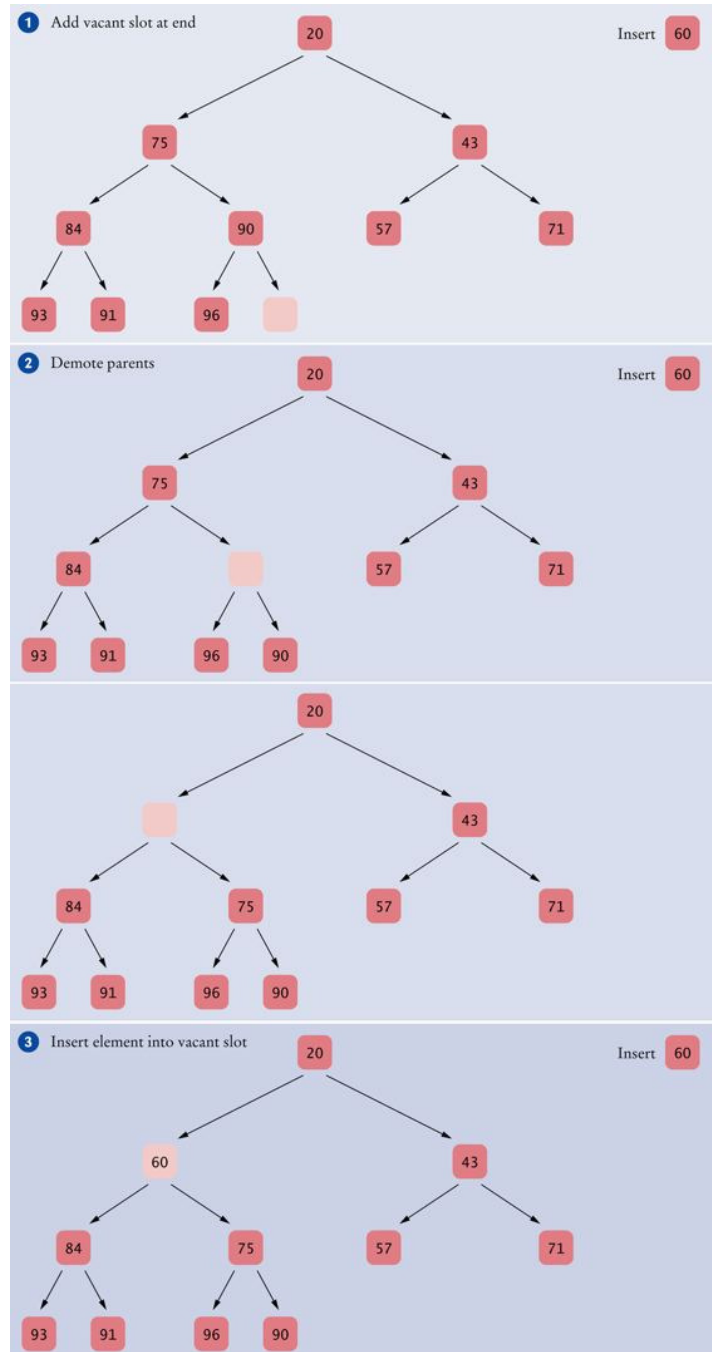 1 Add vacant slot at end 20 Insert 60
75 43
84 90 57 71
93 91 96
2 Demote parents 20 Insert 60
75 43
84 57 71
93 91 96 90
20
43
84 75 57 71
93 91 96 90
3 Insert element into vacant slot 20 Insert 60
60 43
84 75 57 71
93 91 96 90